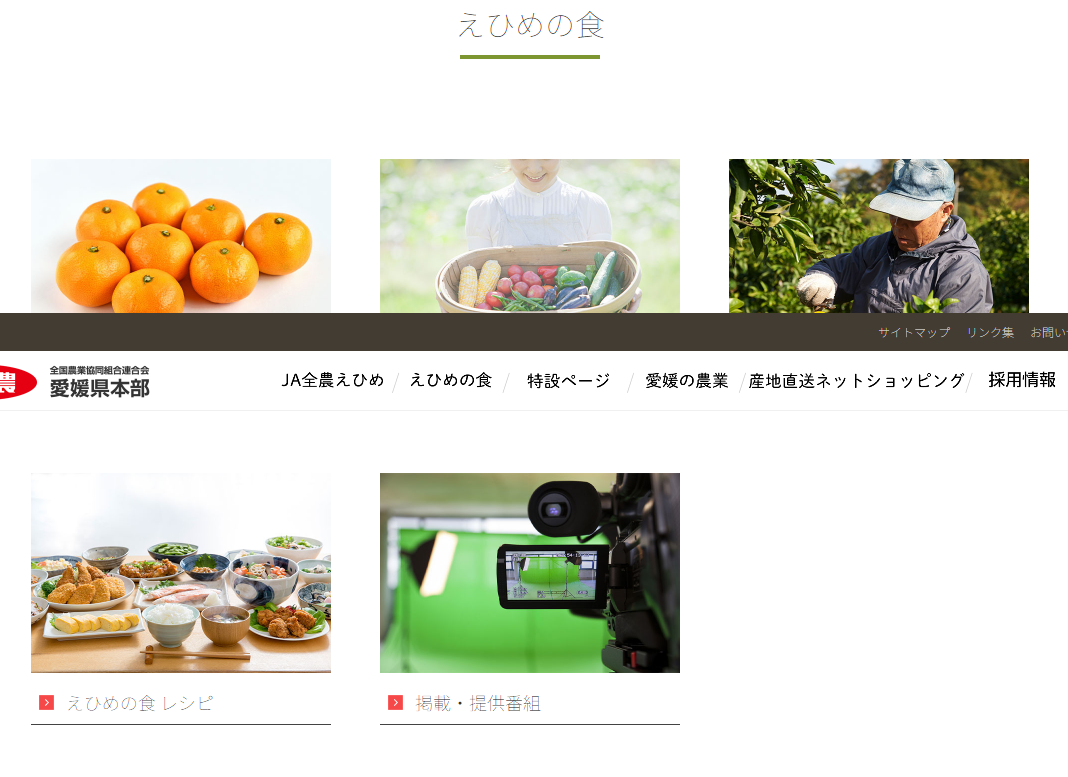 えひめの食
サイトマップ リンク集 お問い
農
全国農業協同組合連合会
愛媛県本部
JA全農えひめ / えひめの食 / 特設ページ / 愛媛の農業 / 産地直送ネットショッピング / 採用情報
えひめの食 レシピ
掲載・提供番組